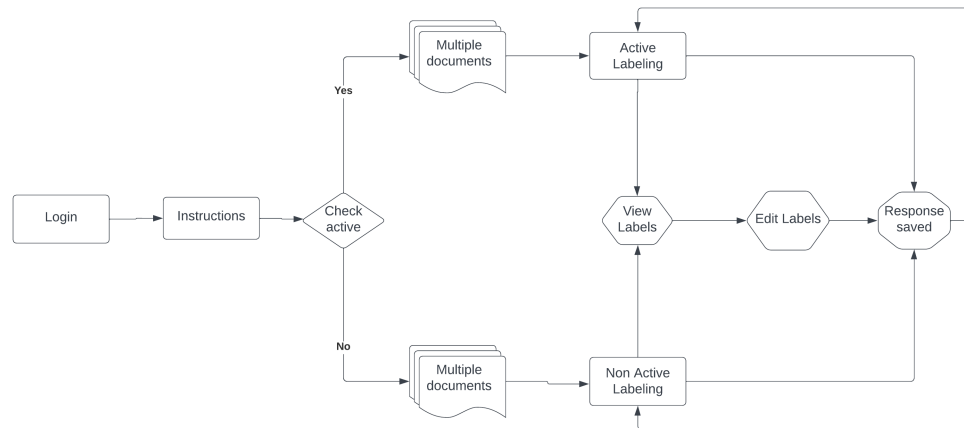 Multiple
documents
Active
Labeling
Yes
Login
Instructions
Check
active
View
Labels
Edit Labels
Response
saved
No
Multiple
documents
Non Active
Labeling